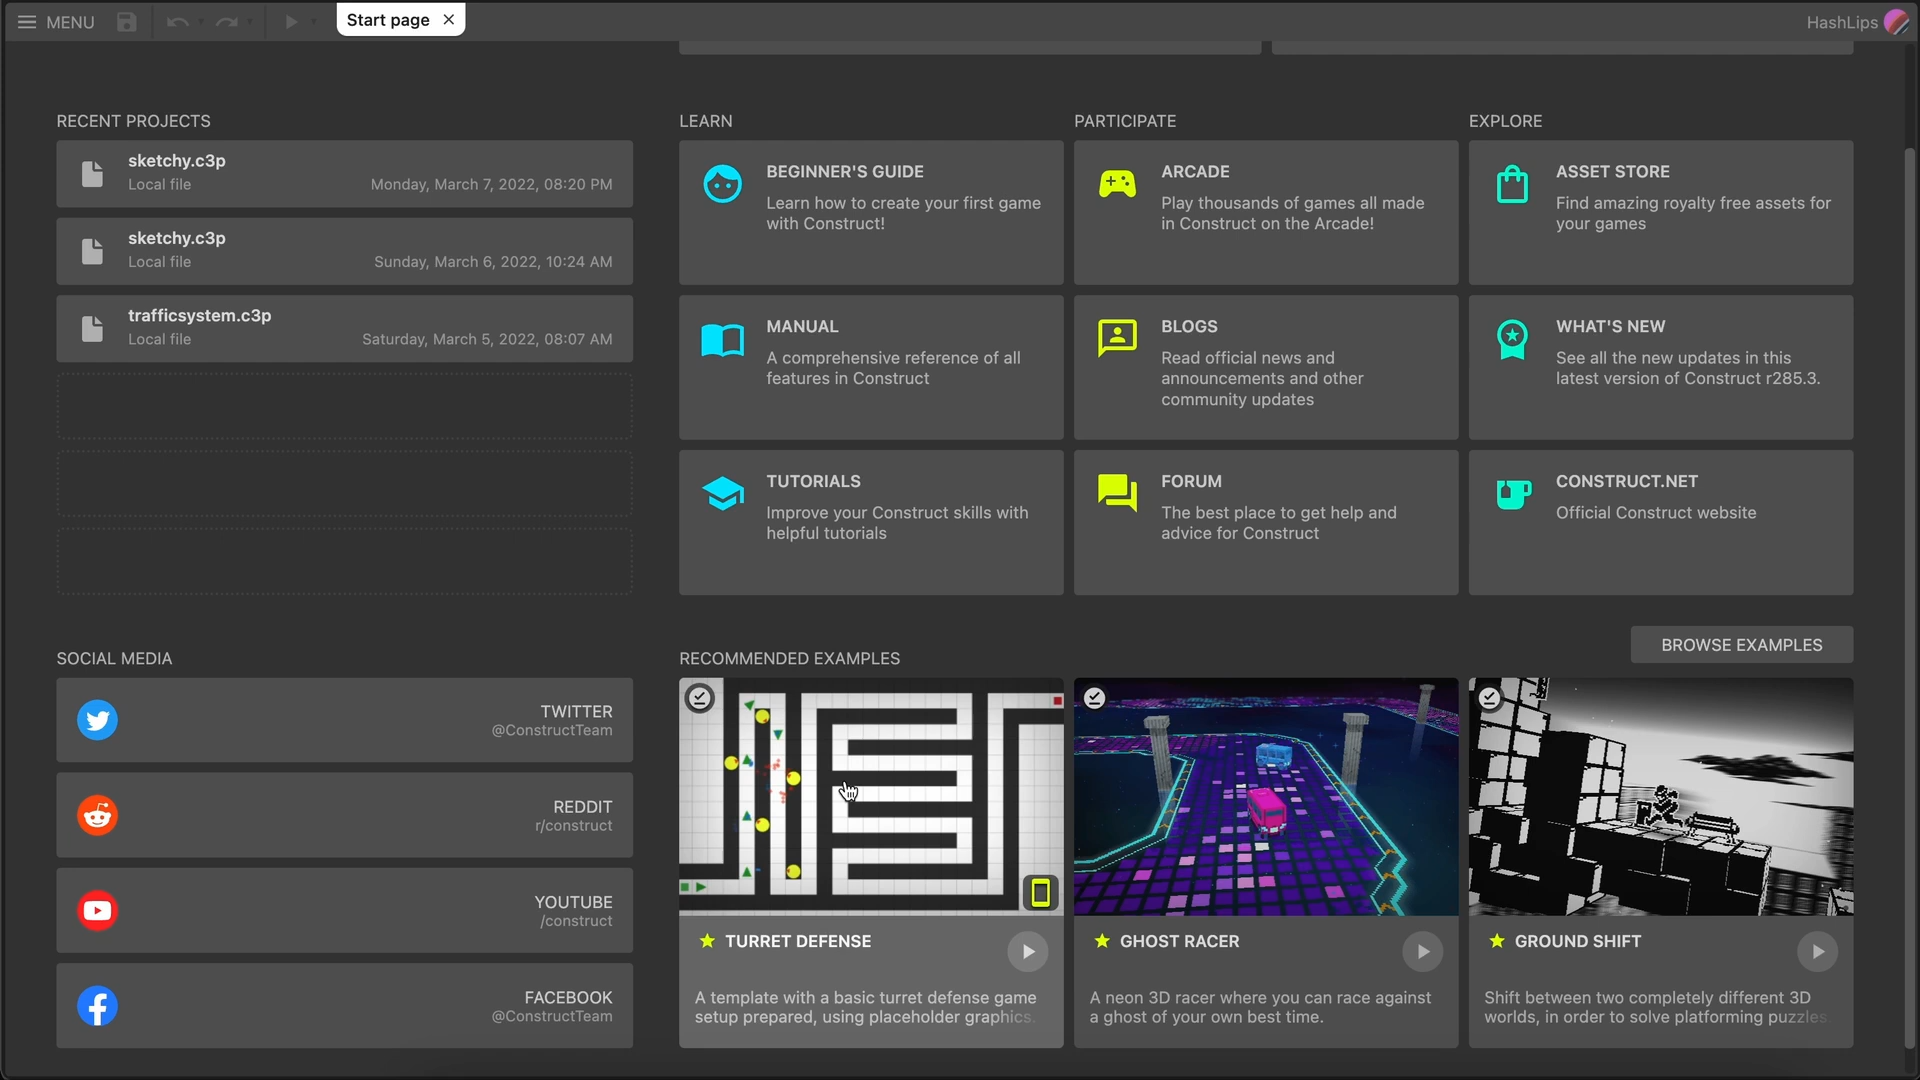 MENU
Start page
HashLips
RECENT PROJECTS
sketchy.c3p
Local file
Monday, March 7, 2022, 08:20 PM
sketchy.c3p
Local file
Sunday, March 6, 2022, 10:24 AM
trafficsystem.c3p
Local file
Saturday, March 5, 2022, 08:07 AM
LEARN
BEGINNER'S GUIDE
Learn how to create your first game
with Construct!
MANUAL
A comprehensive reference of all
features in Construct
TUTORIALS
Improve your Construct skills with
helpful tutorials
PARTICIPATE
ARCADE
Play thousands of games all made
in Construct on the Arcade!
BLOGS
Read official news and
announcements and other
community updates
FORUM
The best place to get help and
advice for Construct
EXPLORE
ASSET STORE
Find amazing royalty free assets for
your games
WHAT'S NEW
See all the new updates in this
latest version of Construct r285.3.
CONSTRUCT.NET
Official Construct website
SOCIAL MEDIA
TWITTER
@ConstructTeam
REDDIT
r/construct
YOUTUBE
/construct
FACEBOOK
@ConstructTeam
RECOMMENDED EXAMPLES
BROWSE EXAMPLES
TURRET DEFENSE
A template with a basic turret defense game
setup prepared, using placeholder graphics.
GHOST RACER
A neon 3D racer where you can race against
a ghost of your own best time.
GROUND SHIFT
Shift between two completely different 3D
worlds, in order to solve platforming puzzles